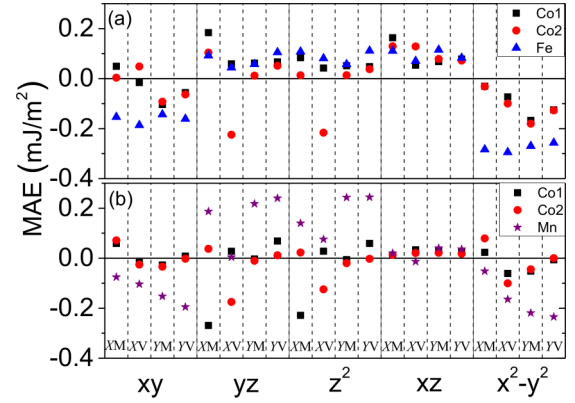 (a)
Co1
Co2
Fe
0.2
0.0
-0.2
-0.4
MAE (mJ/m²)
(b)
Co1
Co2
Mn
0.2
0.0
-0.2
-0.4
XM XV YM YV XM XV YM YV XM XV YM YV XM XV YM YV XM XV YM YV
xy yz z² xz x²-y²